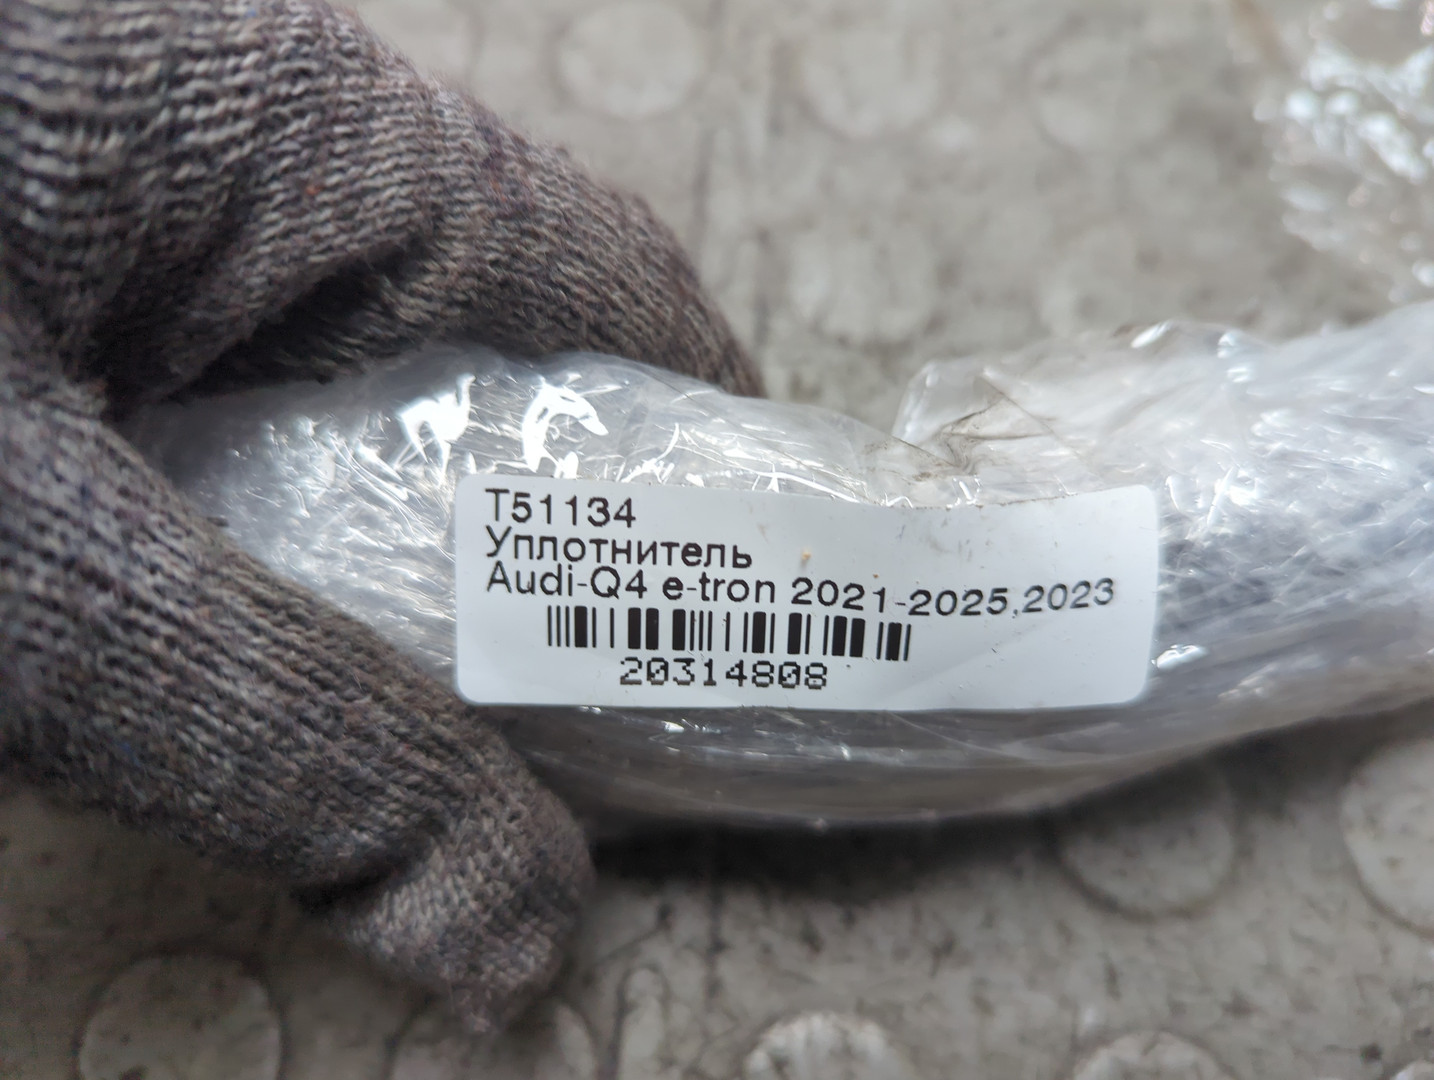 T51134
Уплотнитель
Audi-Q4 e-tron 2021-2025,2023
20314808